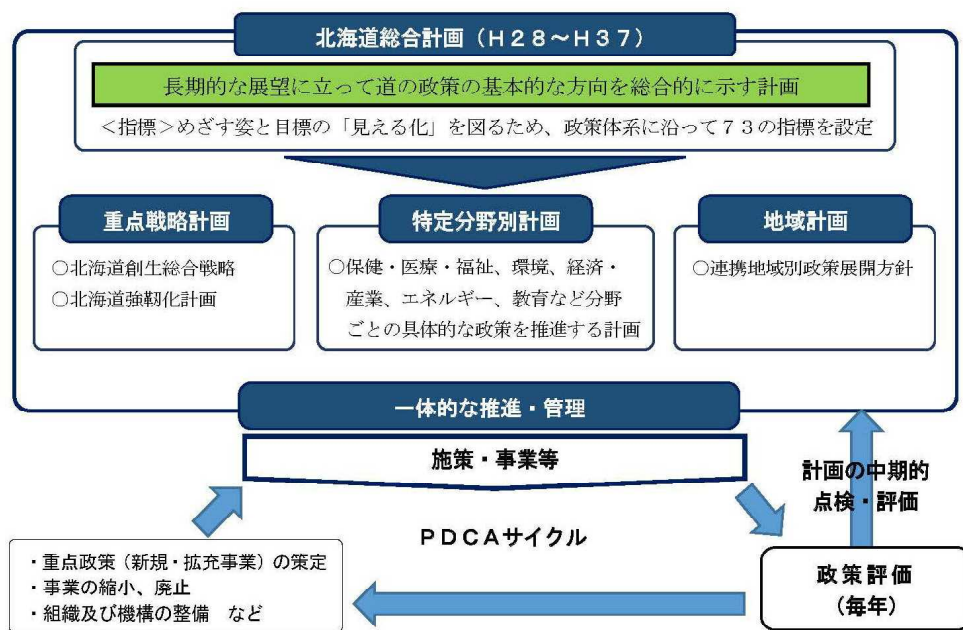 北海道総合計画（H28～H37）
長期的な展望に立って道の政策の基本的な方向を総合的に示す計画
＜指標＞めざす姿と目標の「見える化」を図るため、政策体系に沿って７３の指標を設定
重点戦略計画
○北海道創生総合戦略
○北海道強靱化計画
特定分野別計画
○保健・医療・福祉、環境、経済・
産業、エネルギー、教育など分野
ごとの具体的な政策を推進する計画
地域計画
○連携地域別政策展開方針
一体的な推進・管理
施策・事業等
計画の中期的
点検・評価
ＰＤＣＡサイクル
・重点政策（新規・拡充事業）の策定
・事業の縮小、廃止
・組織及び機構の整備　など
政策評価
（毎年）